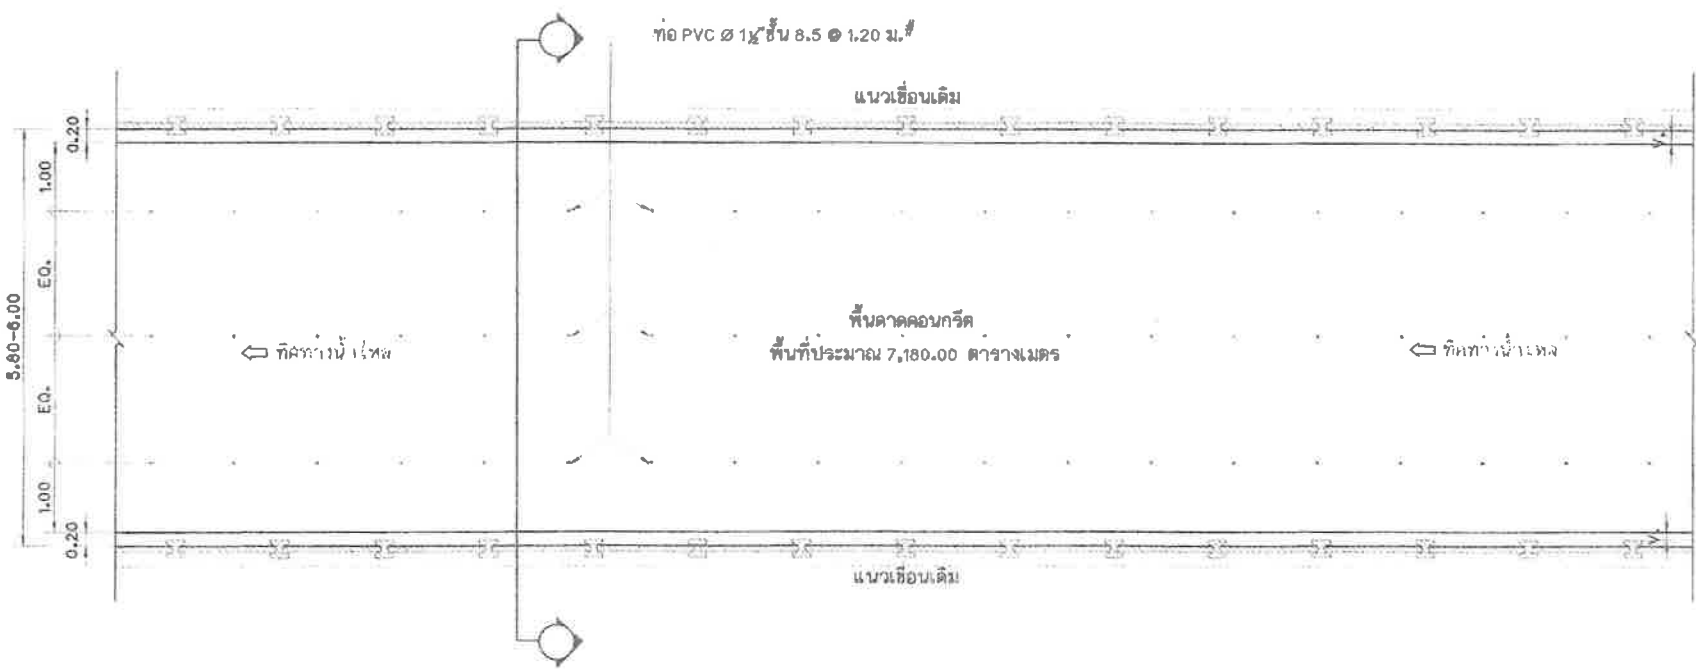 ท่อ PVC Ø 1½" ชั้น 8.5 @ 1.20 ม.#
แนวเขื่อนเดิม
0.20
1.00
EQ.
5.80-6.00
EQ.
1.00
0.20
พื้นดาดคอนกรีต
พื้นที่ประมาณ 7,180.00 ตารางเมตร
ทิศทางน้ำไหล
ทิศทางน้ำไหล
แนวเขื่อนเดิม